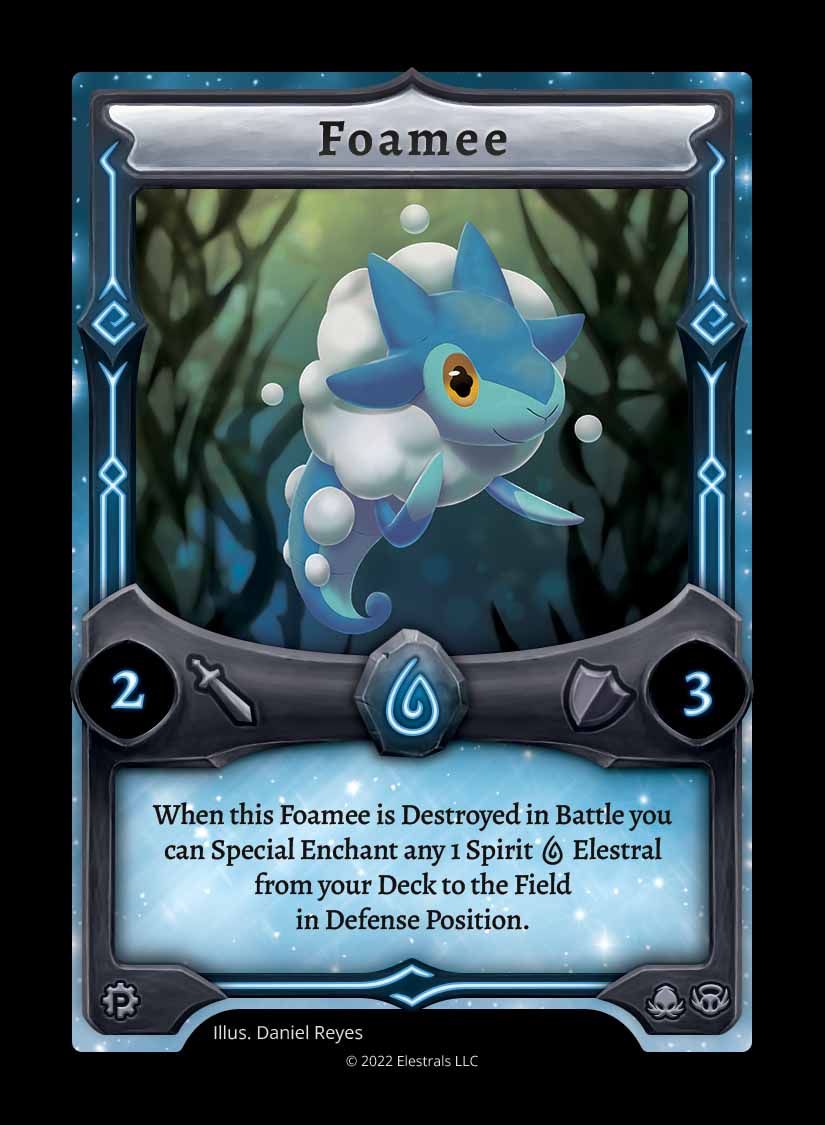 Foamee
2
3
When this Foamee is Destroyed in Battle you
can Special Enchant any 1 Spirit Elestral
from your Deck to the Field
in Defense Position.
P
Illus. Daniel Reyes
© 2022 Elestrals LLC